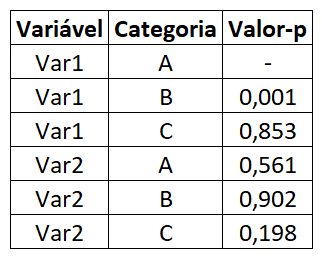 Variável Categoria Valor-p
Var1 A -
Var1 B 0,001
Var1 C 0,853
Var2 A 0,561
Var2 B 0,902
Var2 C 0,198